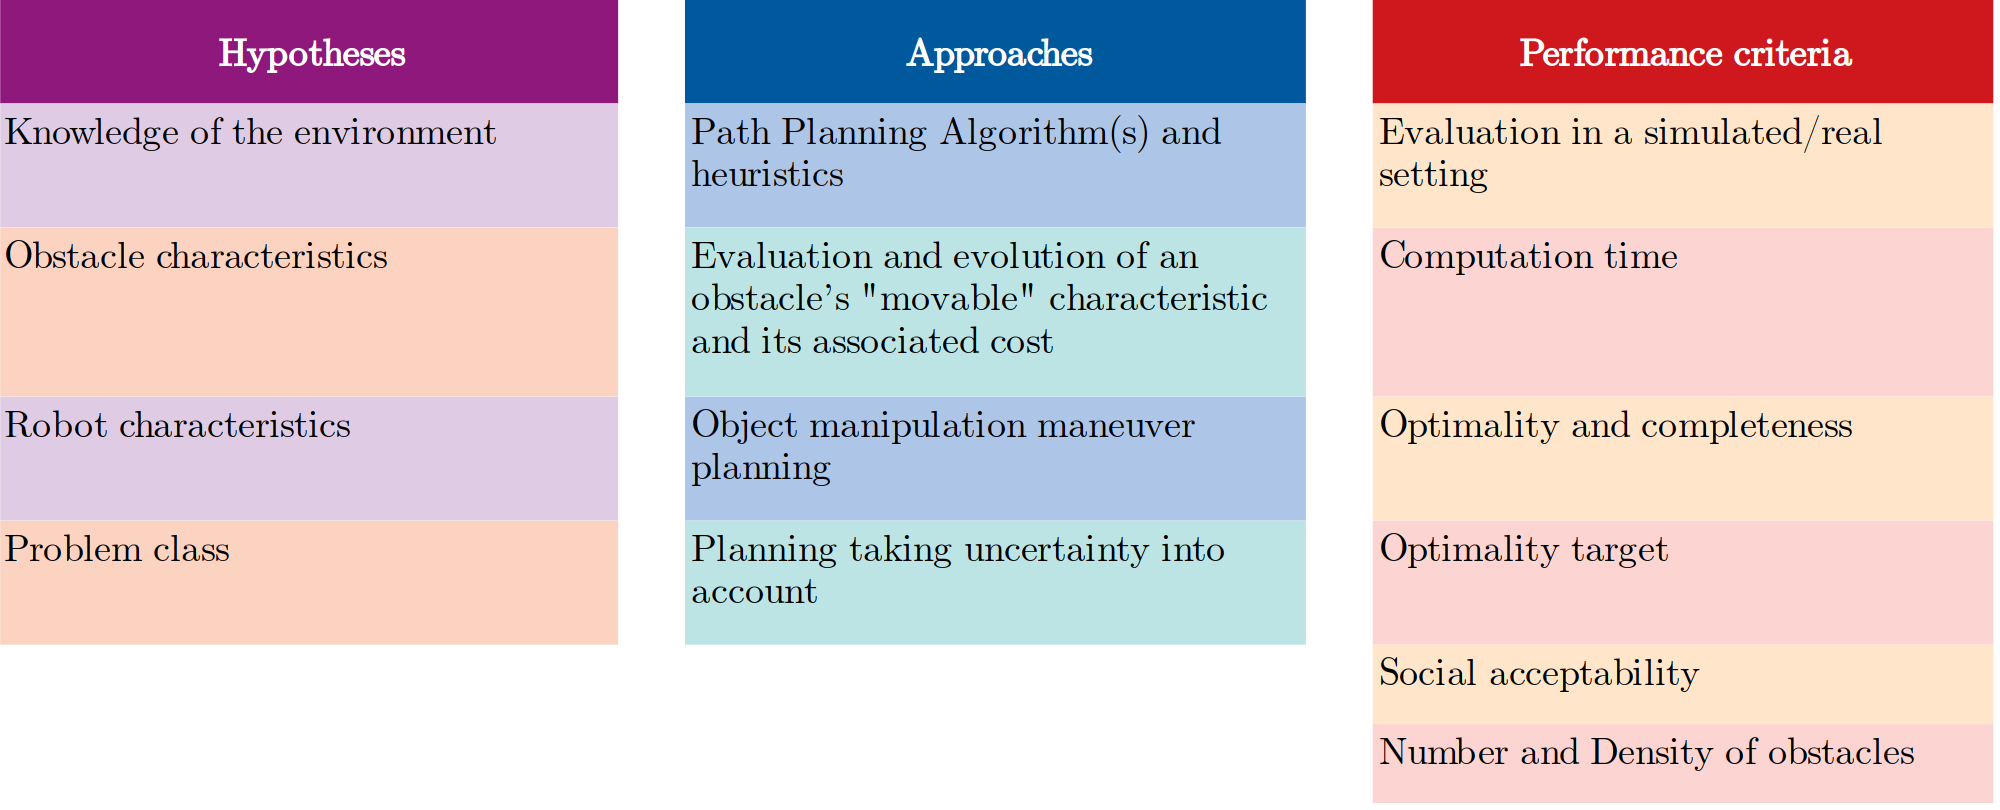 Hypotheses
Knowledge of the environment
Obstacle characteristics
Robot characteristics
Problem class
Approaches
Path Planning Algorithm(s) and
heuristics
Evaluation and evolution of an
obstacle's "movable" characteristic
and its associated cost
Object manipulation maneuver
planning
Planning taking uncertainty into
account
Performance criteria
Evaluation in a simulated/real
setting
Computation time
Optimality and completeness
Optimality target
Social acceptability
Number and Density of obstacles